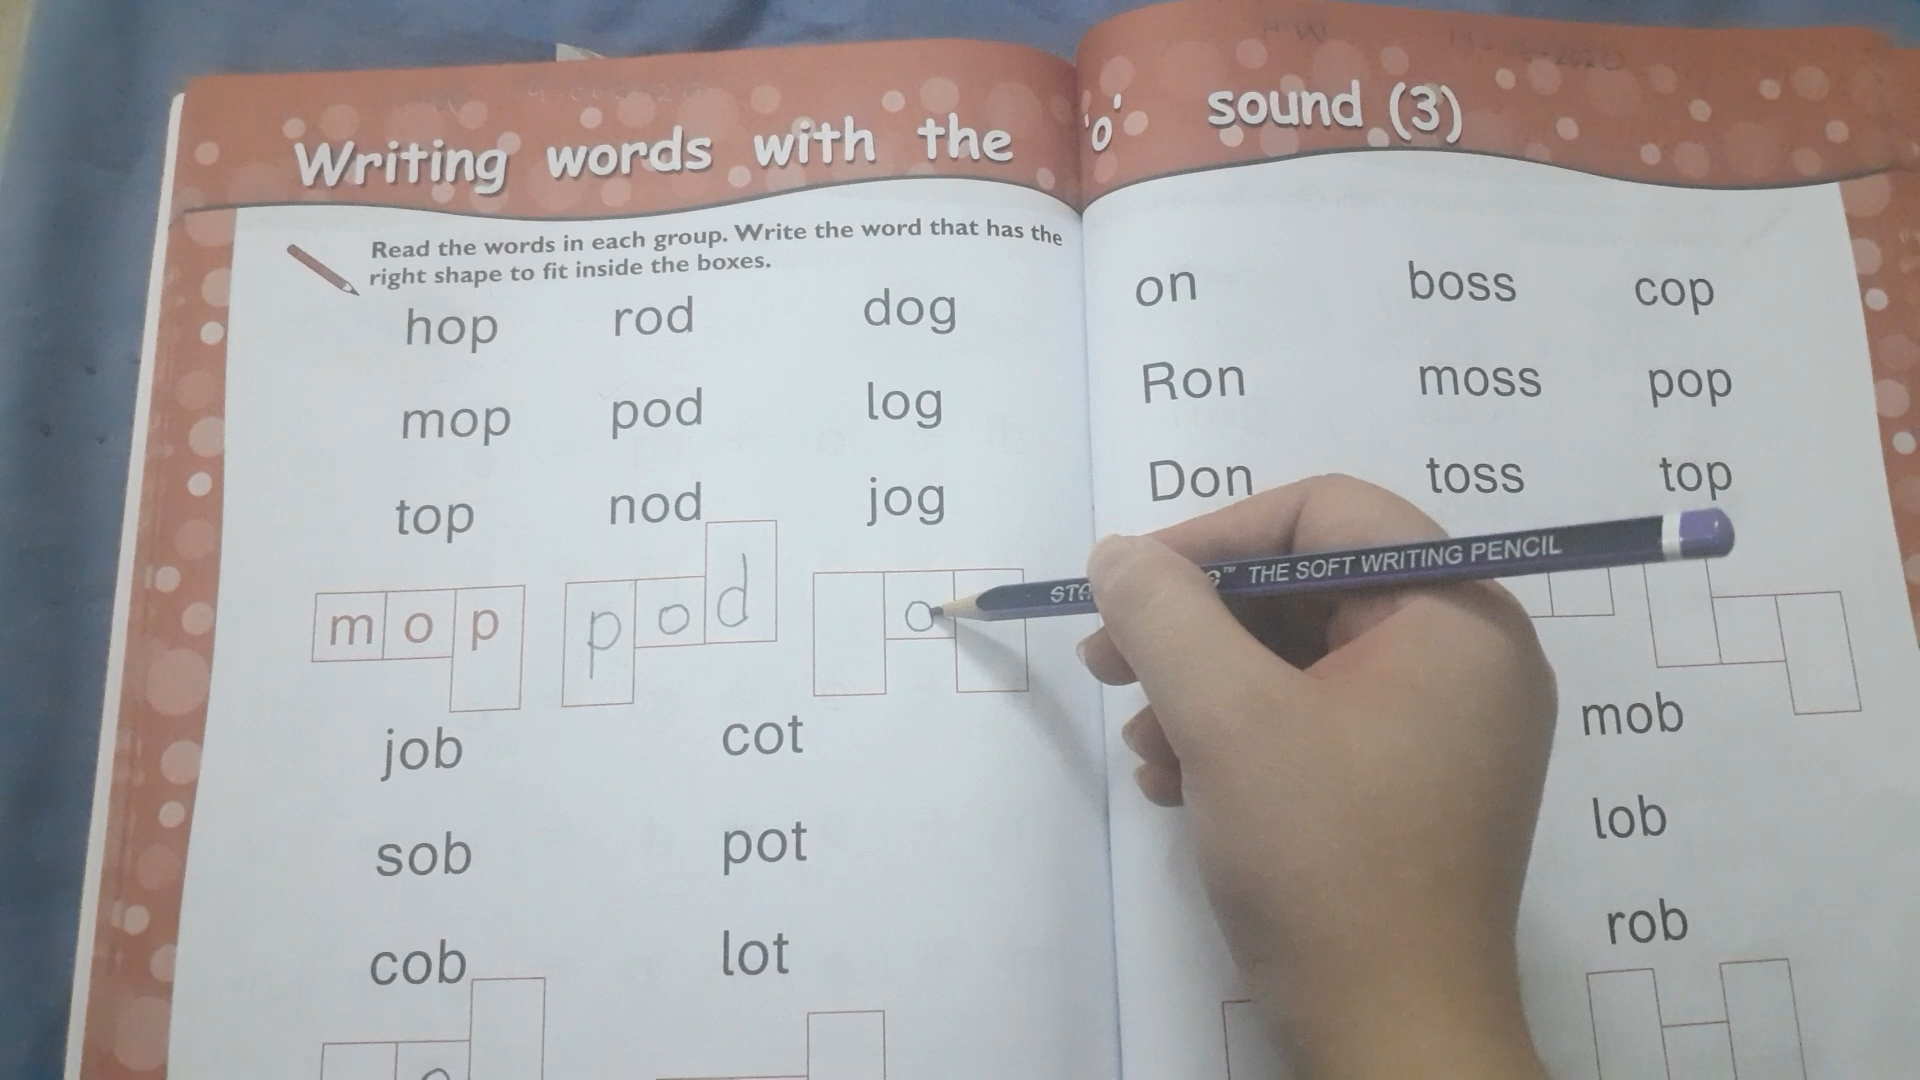 Writing words with the 'o' sound (3)
Read the words in each group. Write the word that has the
right shape to fit inside the boxes.
hop rod dog
mop pod log
top nod jog
m o p p o d o
job cot
sob pot
cob lot
on boss cop
Ron moss pop
Don toss top
THE SOFT WRITING PENCIL
mob
lob
rob